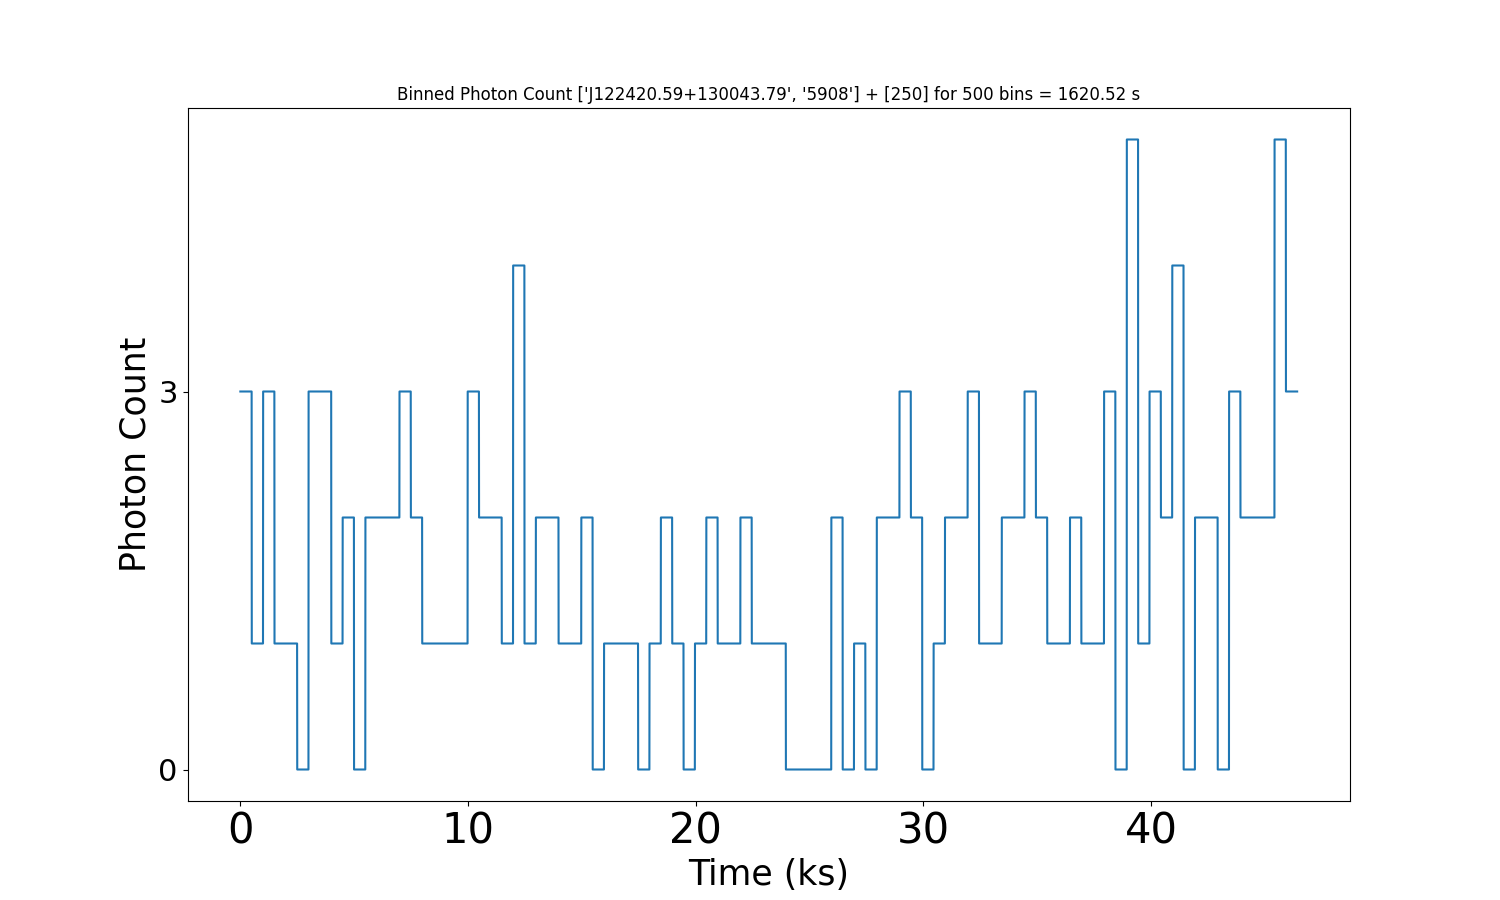 Binned Photon Count ['J122420.59+130043.79', '5908'] + [250] for 500 bins = 1620.52 s
Photon Count
3
0
0 10 20 30 40
Time (ks)